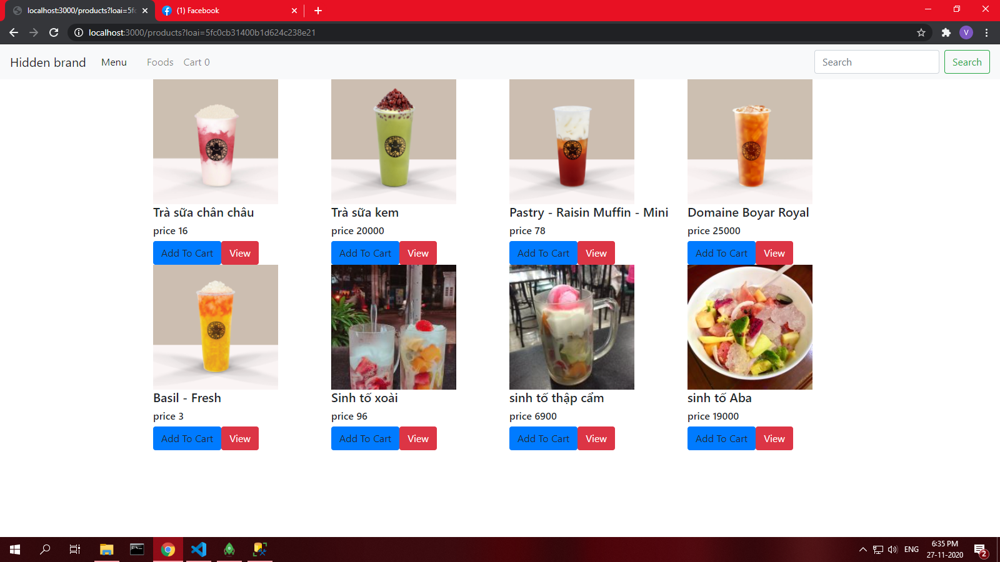 localhost:3000/products?loai=5fc
(1) Facebook
localhost:3000/products?loai=5fc0cb31400b1d624c238e21
V
Hidden brand Menu Foods Cart 0 Search Search
Trà sữa chân châu
price 16
Add To Cart View
Trà sữa kem
price 20000
Add To Cart View
Pastry - Raisin Muffin - Mini
price 78
Add To Cart View
Domaine Boyar Royal
price 25000
Add To Cart View
Basil - Fresh
price 3
Add To Cart View
Sinh tố xoài
price 96
Add To Cart View
sinh tố thập cẩm
price 6900
Add To Cart View
sinh tố Aba
price 19000
Add To Cart View
ENG
6:35 PM
27-11-2020
2